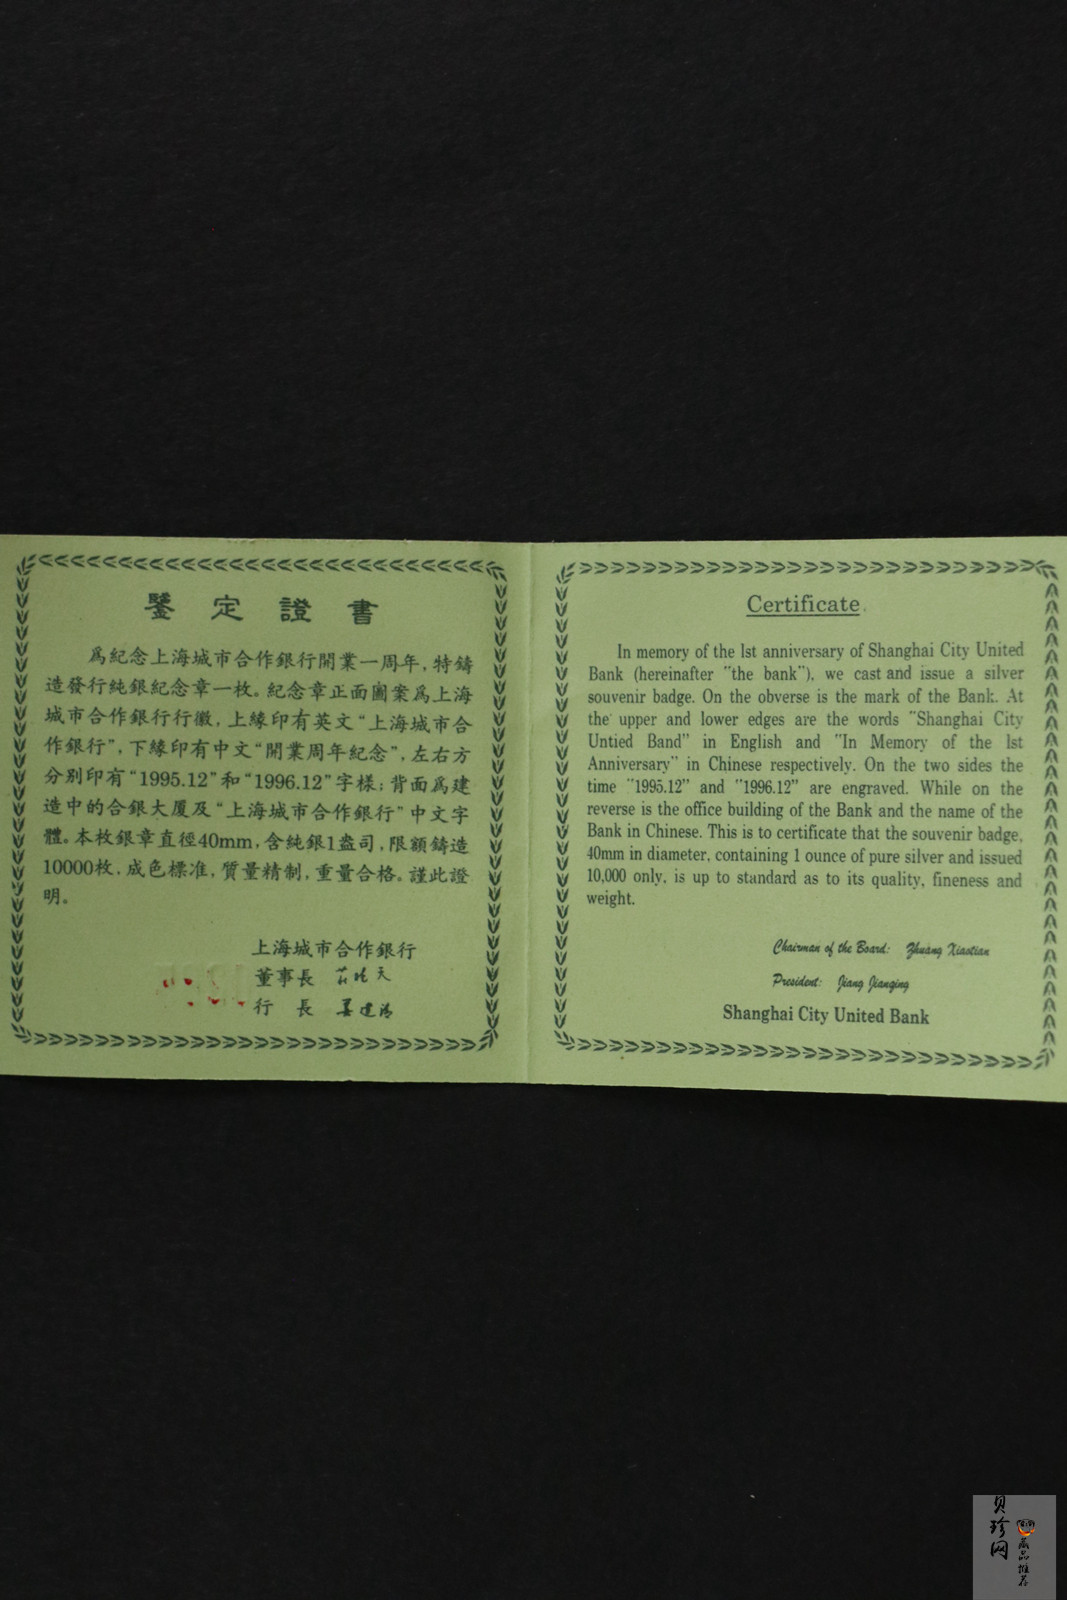 鑒定證書
爲紀念上海城市合作銀行開業一周年，特鑄
造發行純銀紀念章一枚。紀念章正面圖案爲上海
城市合作銀行行徽，上緣印有英文“上海城市合
作銀行”，下緣印有中文“開業周年紀念”，左右方
分别印有“1995.12”和“1996.12”字樣；背面爲建
造中的合銀大厦及“上海城市合作銀行”中文字
體。本枚銀章直徑40mm，含純銀1盎司，限額鑄造
10000枚，成色標准，質量精制，重量合格。謹此證
明。
上海城市合作銀行
董事長
行長 姜建清
Certificate
In memory of the lst anniversary of Shanghai City United
Bank (hereinafter "the bank"), we cast and issue a silver
souvenir badge. On the obverse is the mark of the Bank. At
the upper and lower edges are the words "Shanghai City
Untied Band" in English and "In Memory of the lst
Anniversary" in Chinese respectively. On the two sides the
time "1995.12" and "1996.12" are engraved. While on the
reverse is the office building of the Bank and the name of the
Bank in Chinese. This is to certificate that the souvenir badge,
40mm in diameter, containing 1 ounce of pure silver and issued
10,000 only, is up to standard as to its quality, fineness and
weight.
Chairman of the Board: Zhuang Xiaotian
President: Jiang Jianqing
Shanghai City United Bank
贝珍网
藏品推荐